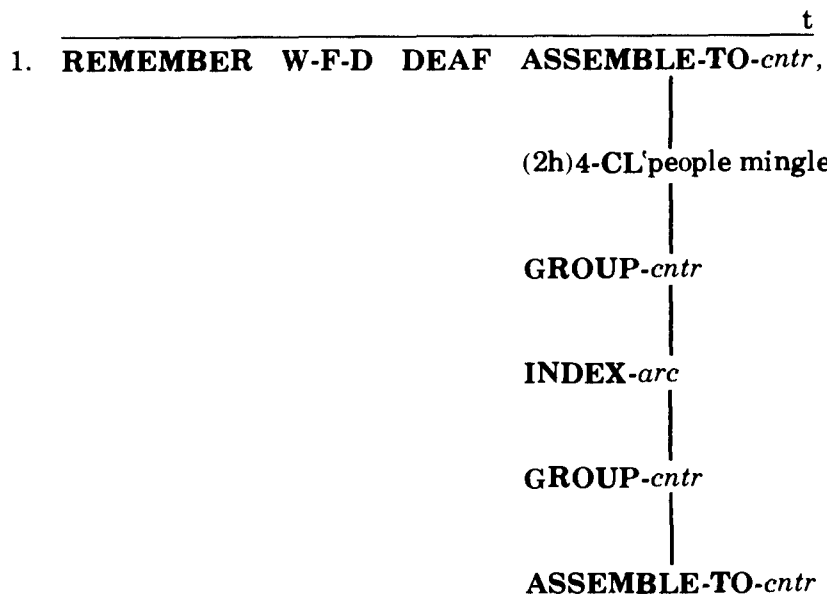 t
1. REMEMBER W-F-D DEAF ASSEMBLE-TO-cntr,
(2h)4-CL‘people mingle
GROUP-cntr
INDEX-arc
GROUP-cntr
ASSEMBLE-TO-cntr